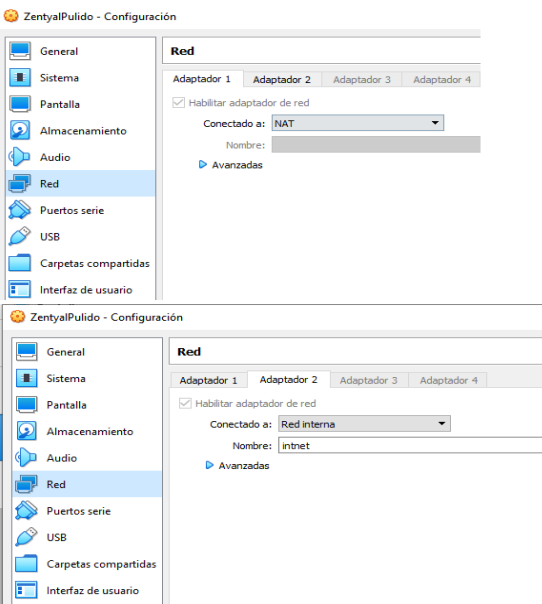 ZentyalPulido - Configuración
General
Sistema
Pantalla
Almacenamiento
Audio
Red
Puertos serie
USB
Carpetas compartidas
Interfaz de usuario
Red
Adaptador 1 Adaptador 2 Adaptador 3 Adaptador 4
Habilitar adaptador de red
Conectado a: NAT
Nombre:
Avanzadas
ZentyalPulido - Configuración
General
Sistema
Pantalla
Almacenamiento
Audio
Red
Puertos serie
USB
Carpetas compartidas
Interfaz de usuario
Red
Adaptador 1 Adaptador 2 Adaptador 3 Adaptador 4
Habilitar adaptador de red
Conectado a: Red interna
Nombre: intnet
Avanzadas